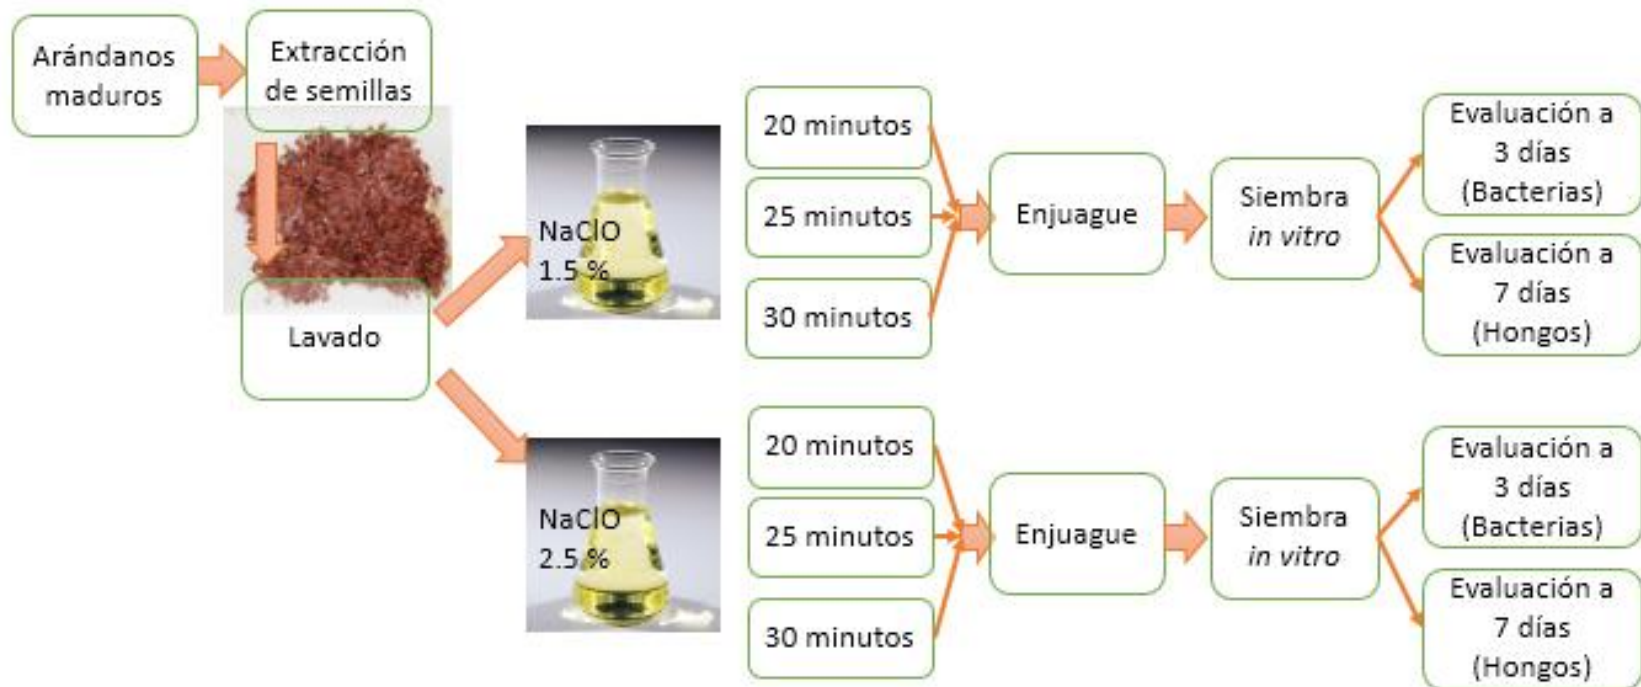 Arándanos
maduros
Extracción
de semillas
Lavado
NaClO
1.5 %
20 minutos
25 minutos
30 minutos
Enjuague
Siembra
in vitro
Evaluación a
3 días
(Bacterias)
Evaluación a
7 días
(Hongos)
NaClO
2.5 %
20 minutos
25 minutos
30 minutos
Enjuague
Siembra
in vitro
Evaluación a
3 días
(Bacterias)
Evaluación a
7 días
(Hongos)